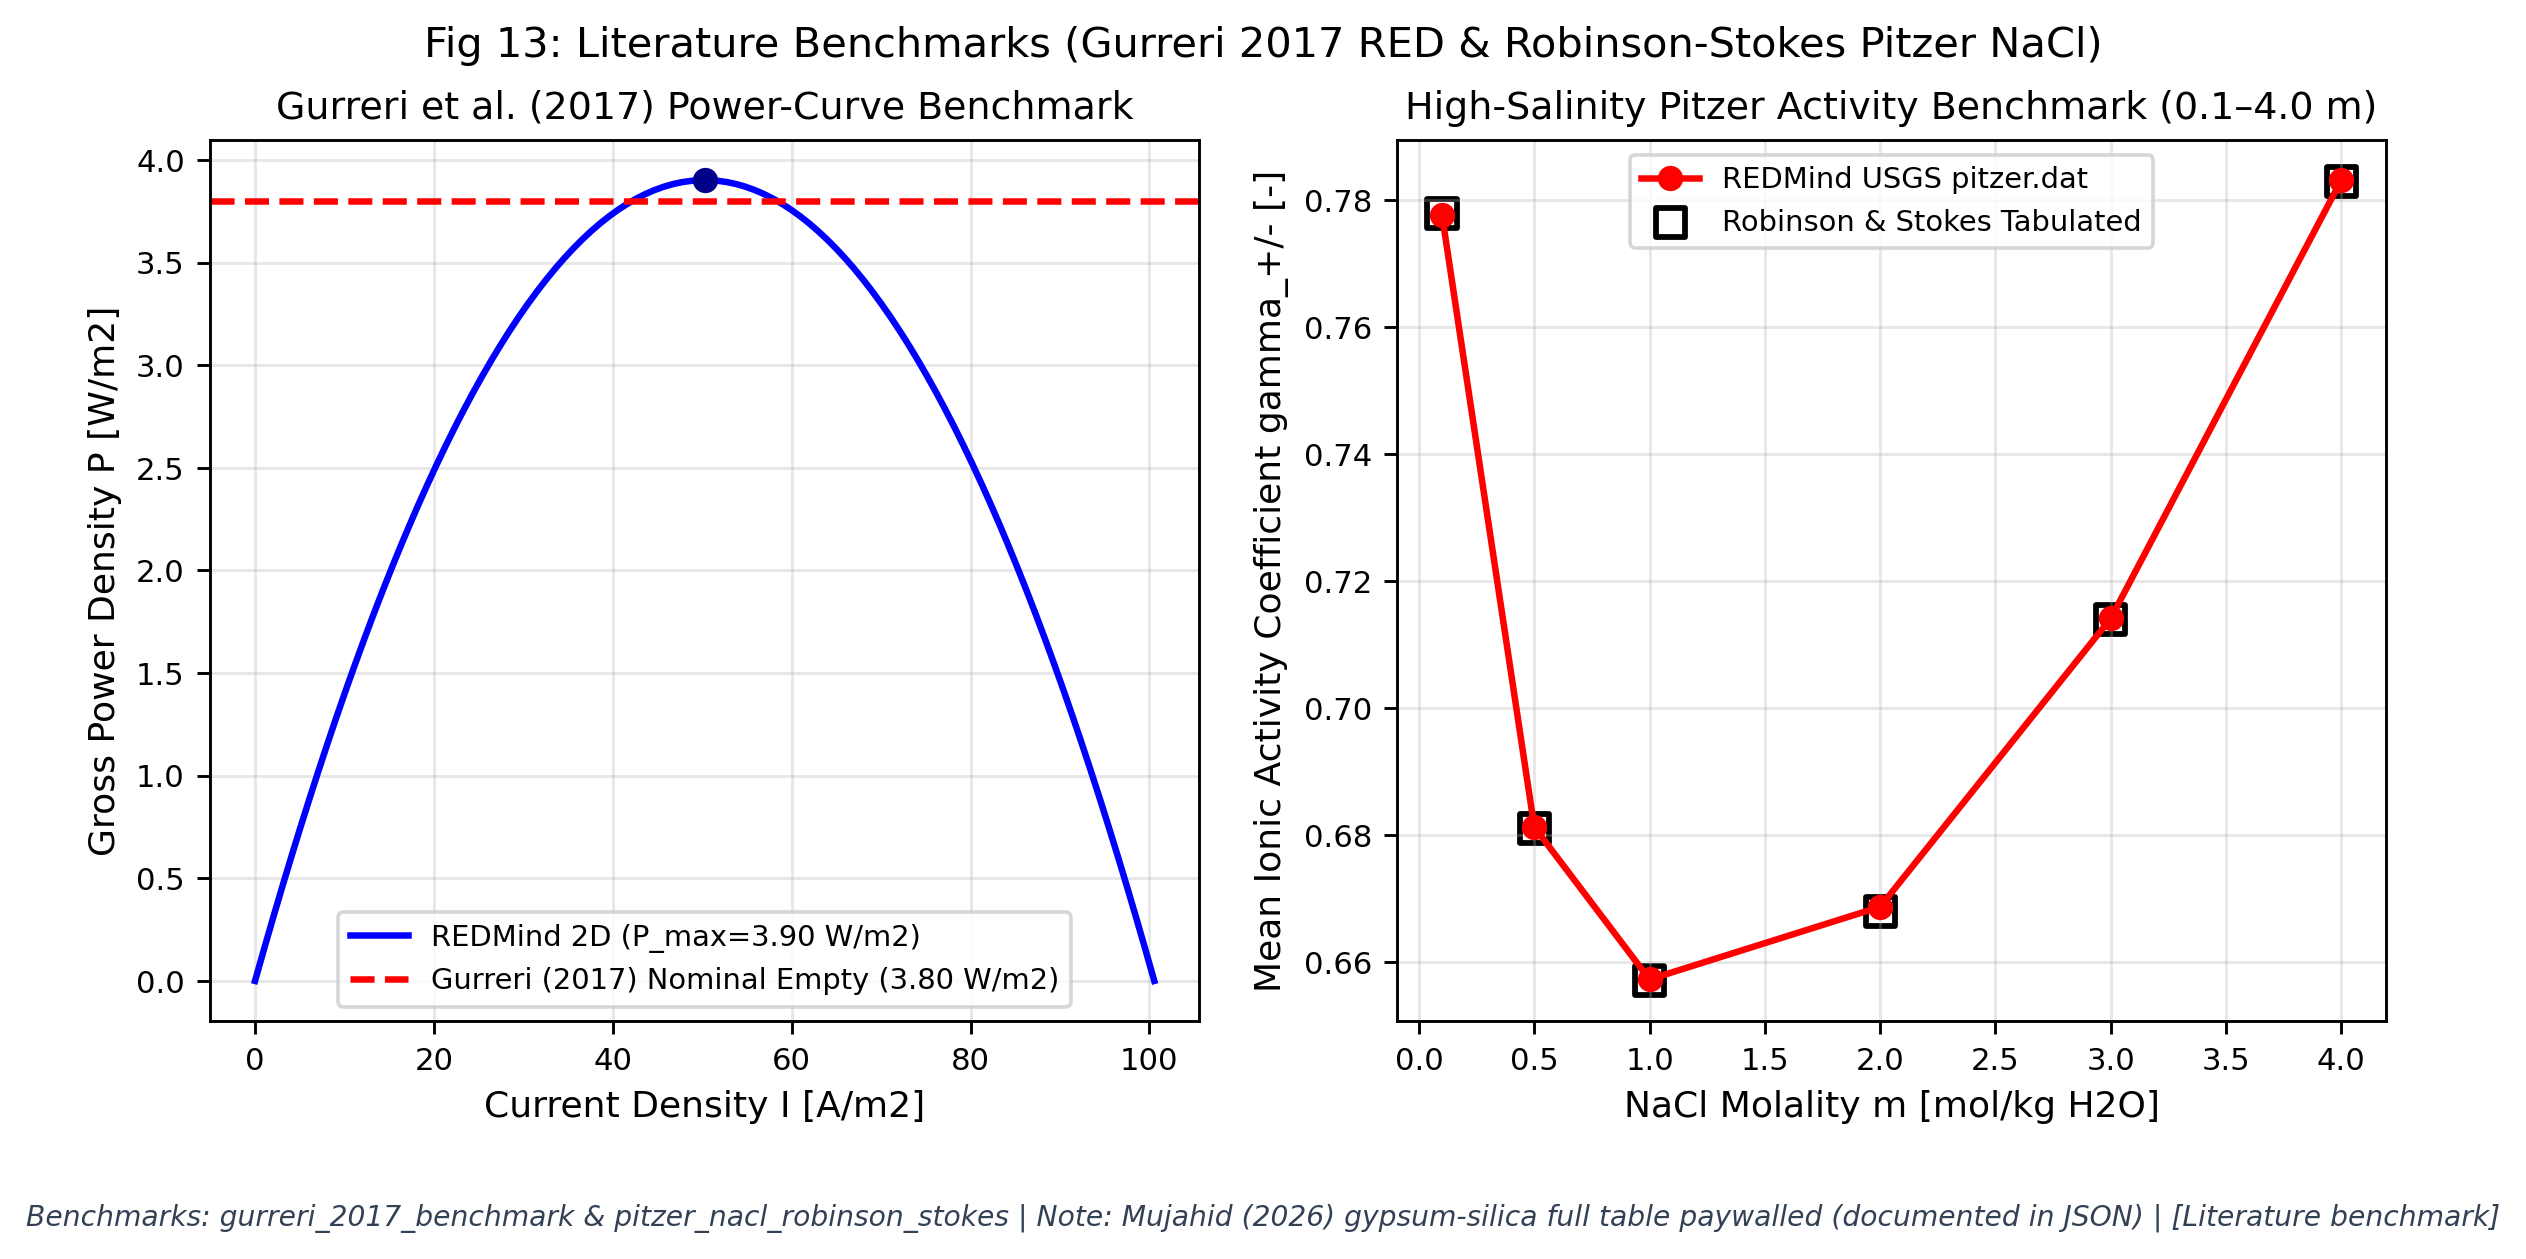 Fig 13: Literature Benchmarks (Gurreri 2017 RED & Robinson-Stokes Pitzer NaCl)
Gurreri et al. (2017) Power-Curve Benchmark
Gross Power Density P [W/m2]
4.0
3.5
3.0
2.5
2.0
1.5
1.0
0.5
0.0
REDMind 2D (P_max=3.90 W/m2)
Gurreri (2017) Nominal Empty (3.80 W/m2)
0 20 40 60 80 100
Current Density I [A/m2]
High-Salinity Pitzer Activity Benchmark (0.1–4.0 m)
Mean Ionic Activity Coefficient gamma_+/- [-]
0.78
0.76
0.74
0.72
0.70
0.68
0.66
REDMind USGS pitzer.dat
Robinson & Stokes Tabulated
0.0 0.5 1.0 1.5 2.0 2.5 3.0 3.5 4.0
NaCl Molality m [mol/kg H2O]
Benchmarks: gurreri_2017_benchmark & pitzer_nacl_robinson_stokes | Note: Mujahid (2026) gypsum-silica full table paywalled (documented in JSON) | [Literature benchmark]